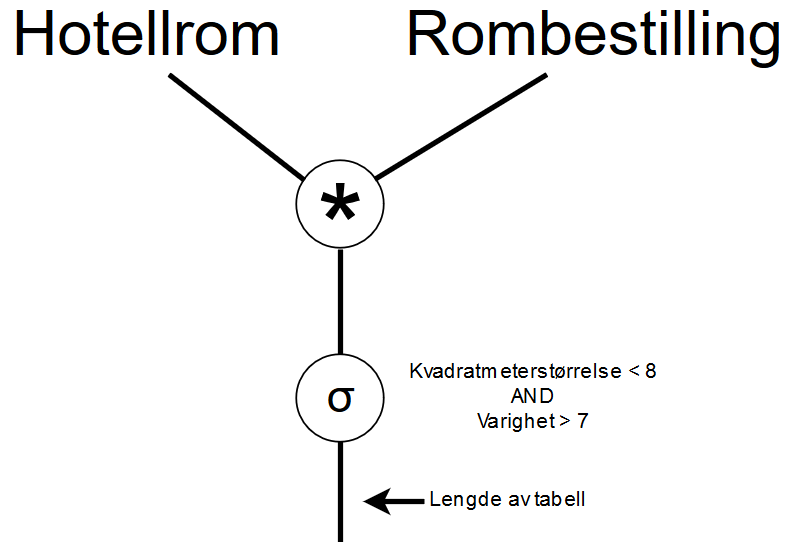 Hotellrom
Rombestilling
*
σ
Kvadratmeterstørrelse < 8
AND
Varighet > 7
Lengde av tabell